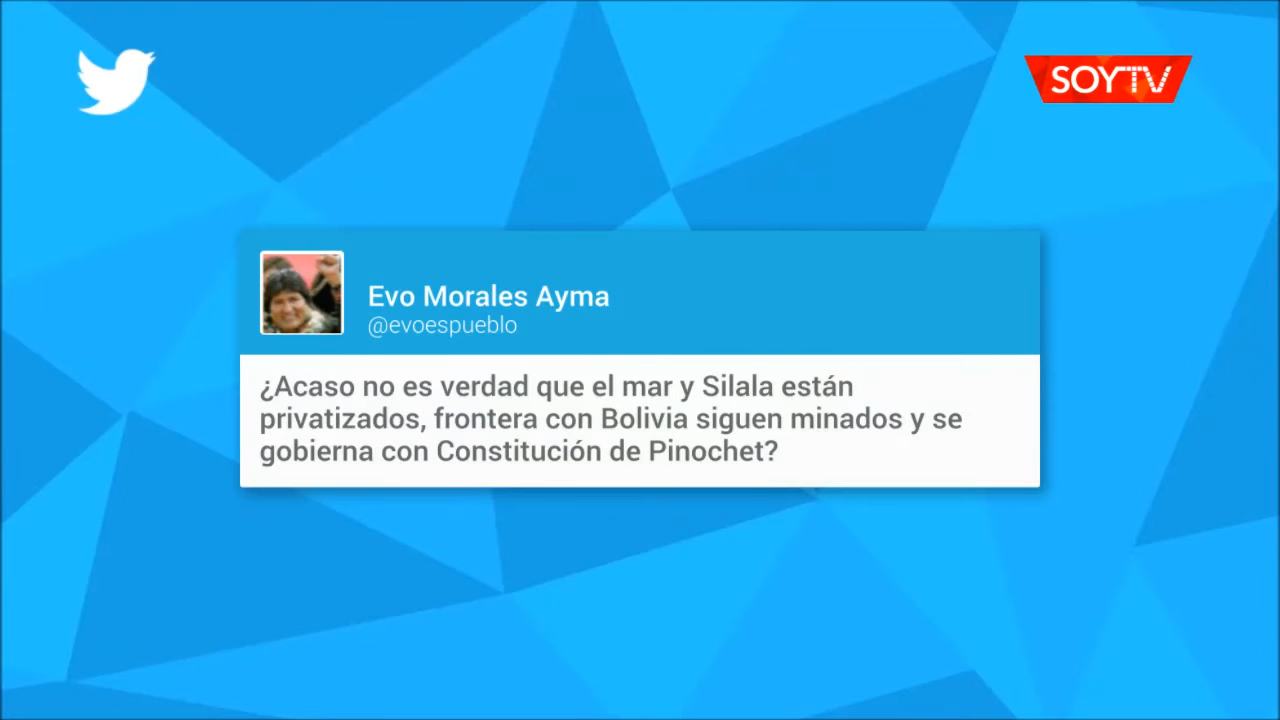 SOYTV
Evo Morales Ayma
@evoespueblo
¿Acaso no es verdad que el mar y Silala están
privatizados, frontera con Bolivia siguen minados y se
gobierna con Constitución de Pinochet?